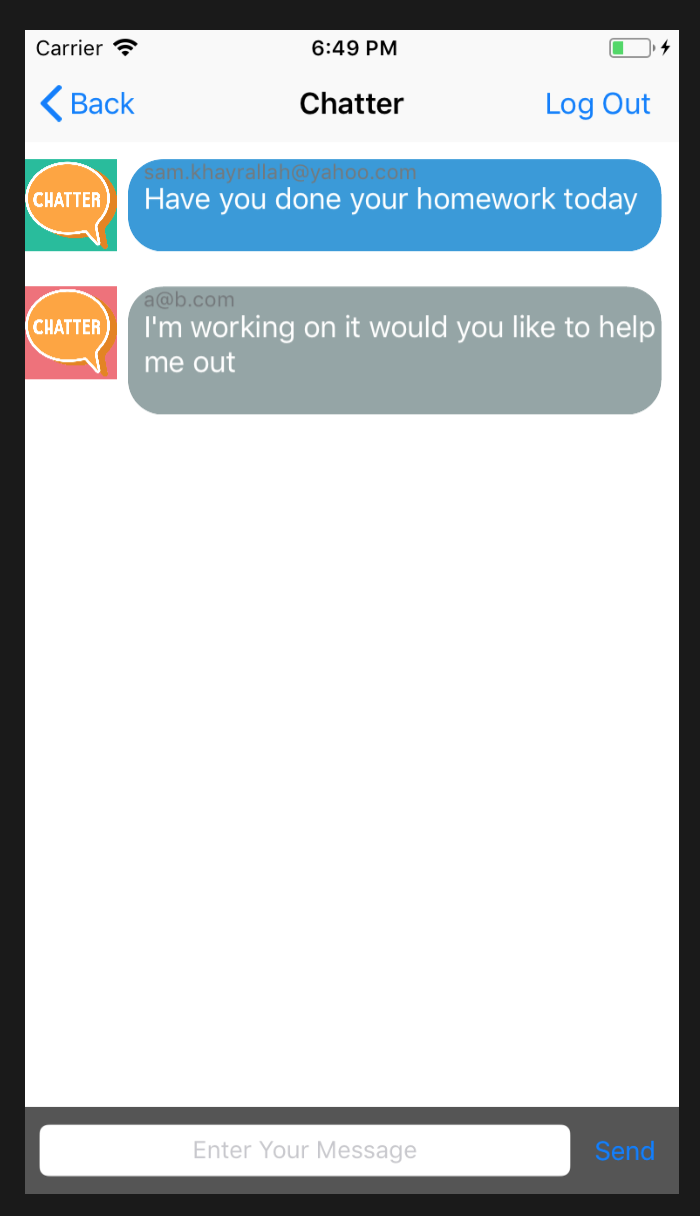 Carrier 6:49 PM
Back Chatter Log Out
CHATTER sam.khayrallah@yahoo.com
Have you done your homework today
CHATTER a@b.com
I'm working on it would you like to help
me out
Enter Your Message Send